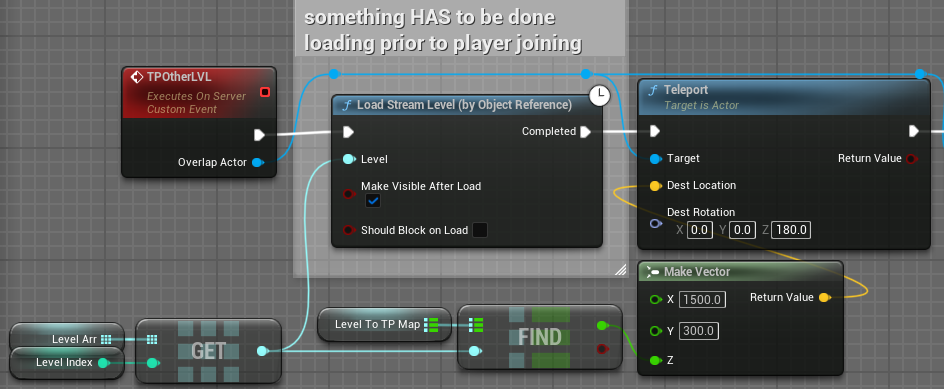 something HAS to be done
loading prior to player joining
TPOtherLVL
Executes On Server
Custom Event
Overlap Actor
f Load Stream Level (by Object Reference)
Completed
Level
Make Visible After Load
Should Block on Load
f Teleport
Target is Actor
Target
Return Value
Dest Location
Dest Rotation
X 0.0 Y 0.0 Z 180.0
Make Vector
X 1500.0
Return Value
Y 300.0
Z
Level Arr
Level Index
GET
Level To TP Map
FIND